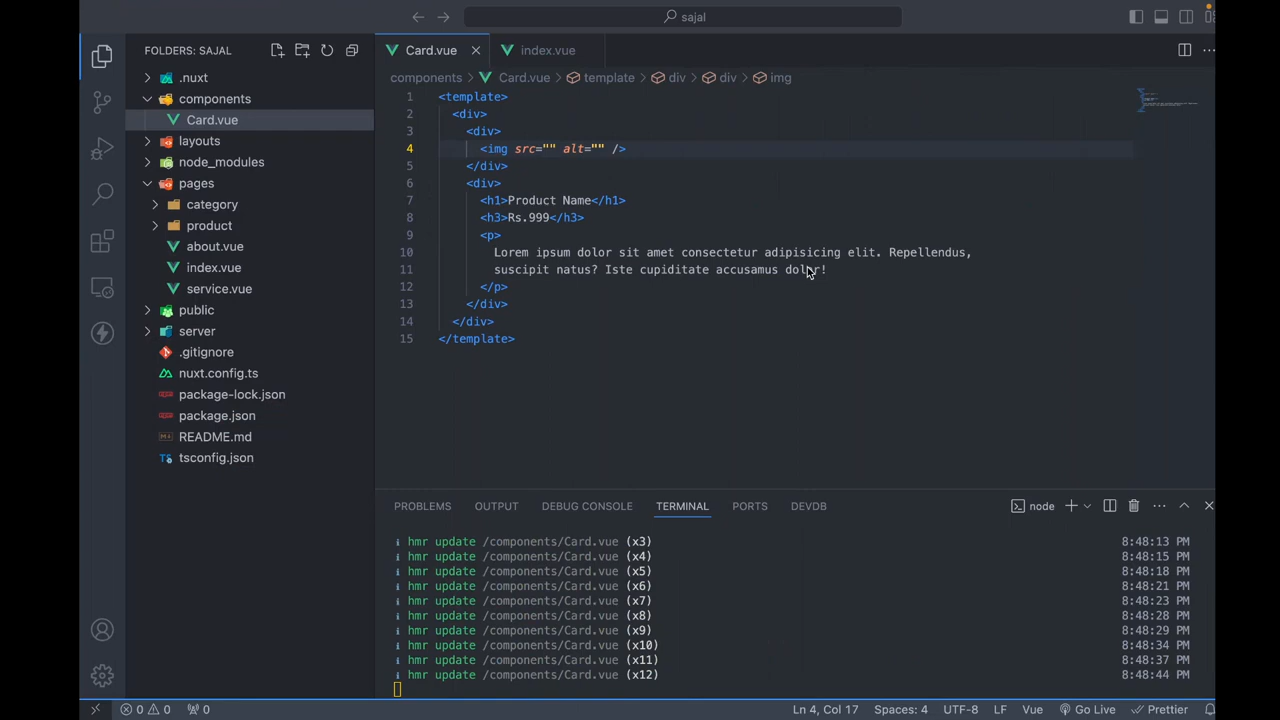 sajal
FOLDERS: SAJAL
.nuxt
components
Card.vue
layouts
node_modules
pages
category
product
about.vue
index.vue
service.vue
public
server
.gitignore
nuxt.config.ts
package-lock.json
package.json
README.md
TS tsconfig.json
Card.vue
index.vue
components > Card.vue > template > div > div > img
1 <template>
2 <div>
3 <div>
4 <img src="" alt="" />
5 </div>
6 <div>
7 <h1>Product Name</h1>
8 <h3>Rs.999</h3>
9 <p>
10 Lorem ipsum dolor sit amet consectetur adipisicing elit. Repellendus,
11 suscipit natus? Iste cupiditate accusamus dolor!
12 </p>
13 </div>
14 </div>
15 </template>
PROBLEMS OUTPUT DEBUG CONSOLE TERMINAL PORTS DEVDB node
i hmr update /components/Card.vue (x3) 8:48:13 PM
i hmr update /components/Card.vue (x4) 8:48:15 PM
i hmr update /components/Card.vue (x5) 8:48:18 PM
i hmr update /components/Card.vue (x6) 8:48:21 PM
i hmr update /components/Card.vue (x7) 8:48:23 PM
i hmr update /components/Card.vue (x8) 8:48:28 PM
i hmr update /components/Card.vue (x9) 8:48:29 PM
i hmr update /components/Card.vue (x10) 8:48:34 PM
i hmr update /components/Card.vue (x11) 8:48:37 PM
i hmr update /components/Card.vue (x12) 8:48:44 PM
0 0 0 Ln 4, Col 17 Spaces: 4 UTF-8 LF Vue Go Live Prettier